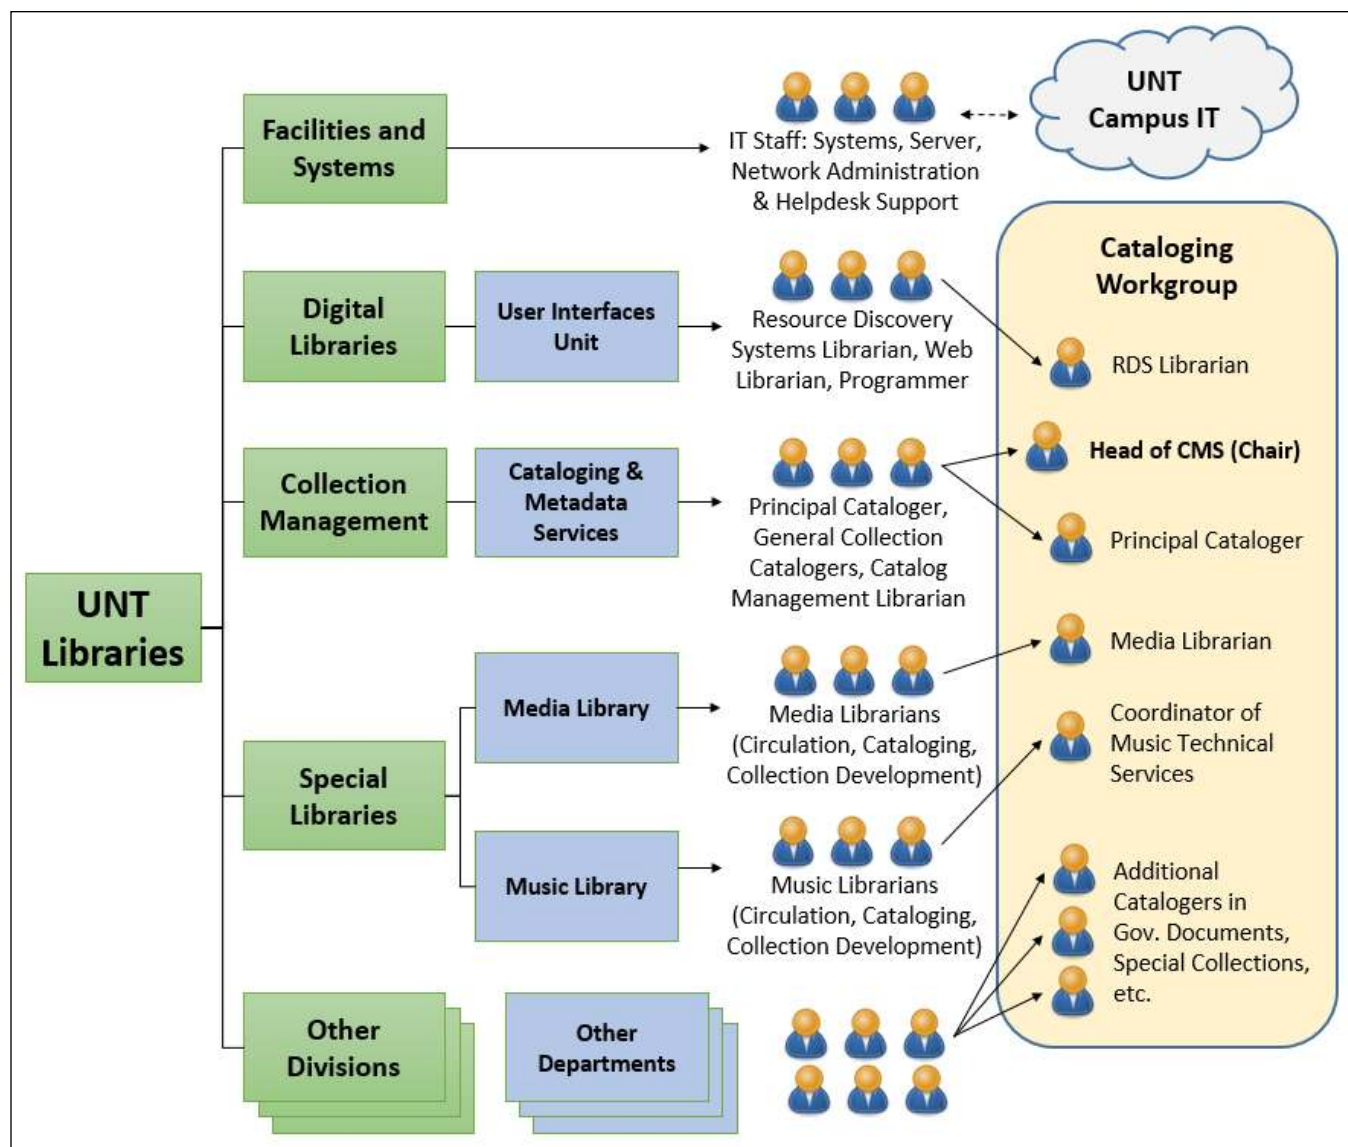 UNT
Libraries
Facilities and
Systems
IT Staff: Systems, Server,
Network Administration
& Helpdesk Support
UNT
Campus IT
Digital
Libraries
User Interfaces
Unit
Resource Discovery
Systems Librarian, Web
Librarian, Programmer
Collection
Management
Cataloging &
Metadata
Services
Principal Cataloger,
General Collection
Catalogers, Catalog
Management Librarian
Special
Libraries
Media Library
Media Librarians
(Circulation, Cataloging,
Collection Development)
Music Library
Music Librarians
(Circulation, Cataloging,
Collection Development)
Other
Divisions
Other
Departments
Cataloging
Workgroup
RDS Librarian
Head of CMS (Chair)
Principal Cataloger
Media Librarian
Coordinator of
Music Technical
Services
Additional
Catalogers in
Gov. Documents,
Special Collections,
etc.